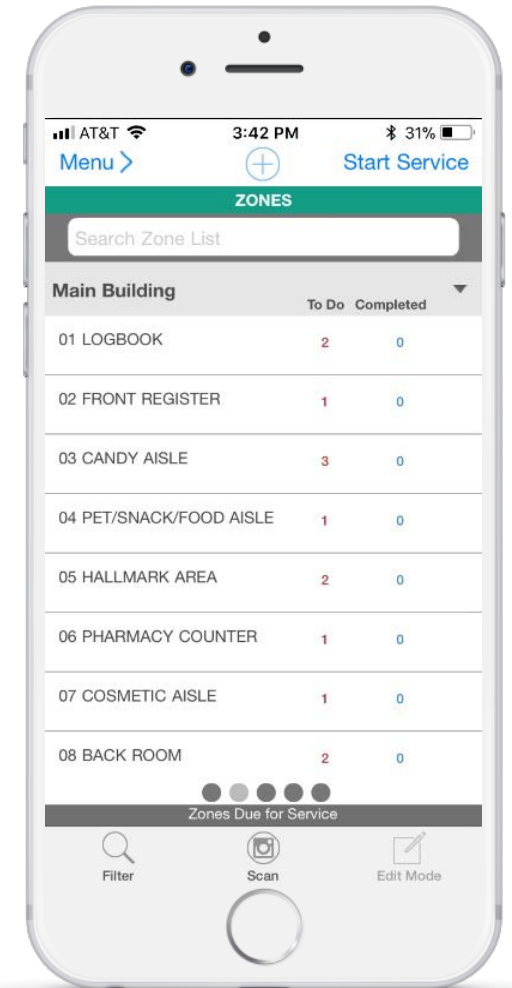 AT&T 3:42 PM 31%
Menu > Start Service
ZONES
Search Zone List
Main Building To Do Completed
01 LOGBOOK 2 0
02 FRONT REGISTER 1 0
03 CANDY AISLE 3 0
04 PET/SNACK/FOOD AISLE 1 0
05 HALLMARK AREA 2 0
06 PHARMACY COUNTER 1 0
07 COSMETIC AISLE 1 0
08 BACK ROOM 2 0
Zones Due for Service
Filter Scan Edit Mode